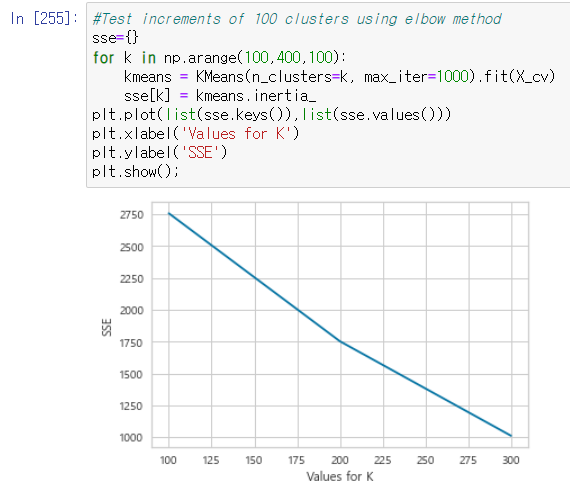 In [255]: #Test increments of 100 clusters using elbow method
sse={}
for k in np.arange(100,400,100):
    kmeans = KMeans(n_clusters=k, max_iter=1000).fit(X_cv)
    sse[k] = kmeans.inertia_
plt.plot(list(sse.keys()),list(sse.values()))
plt.xlabel('Values for K')
plt.ylabel('SSE')
plt.show();
2750
2500
2250
2000
1750
1500
1250
1000
SSE
100 125 150 175 200 225 250 275 300
Values for K